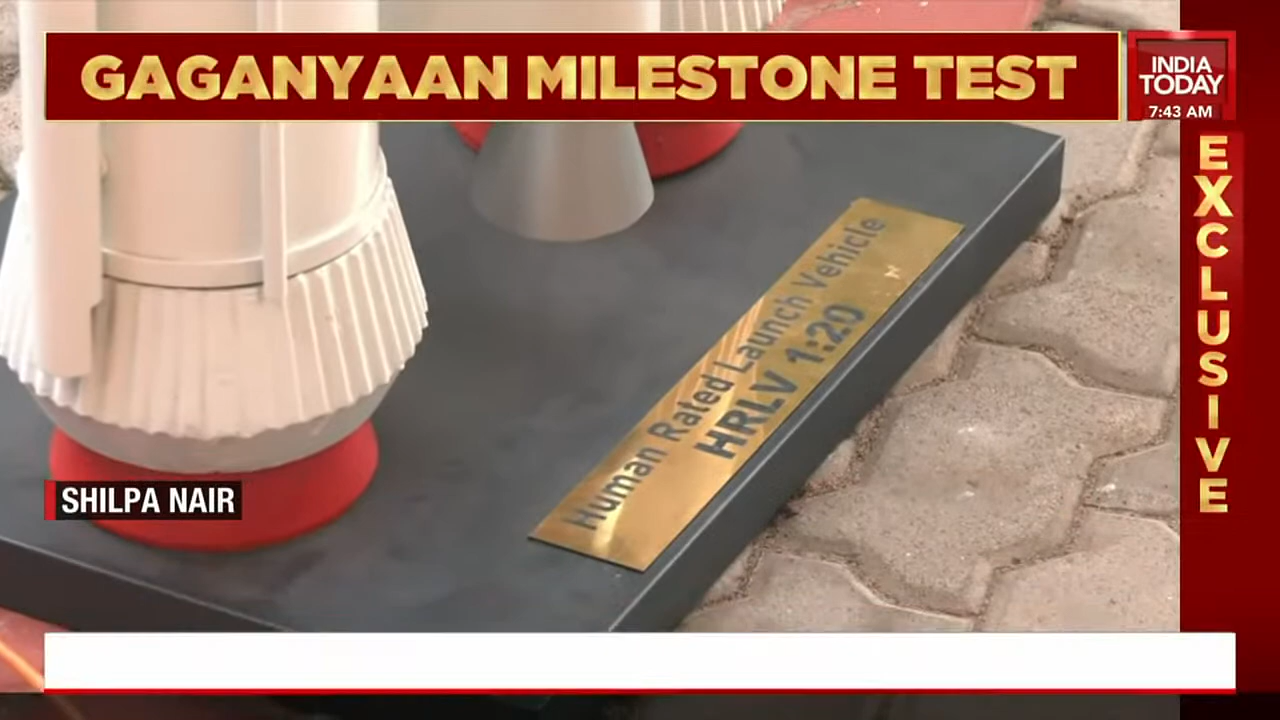 GAGANYAAN MILESTONE TEST
INDIA
TODAY
7:43 AM
EXCLUSIVE
Human Rated Launch Vehicle
HRLV 1:20
SHILPA NAIR